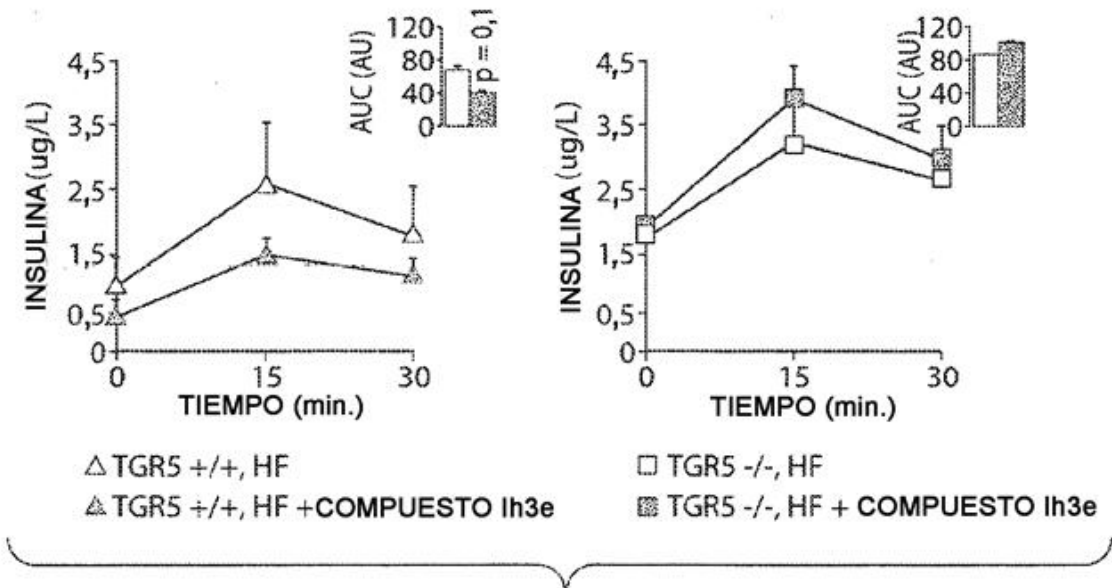 INSULINA (ug/L)
4,5
3,5
2,5
1,5
0,5
0
0
15
30
TIEMPO (min.)
AUC (AU)
120
80
40
0
p = 0,1
△ TGR5 +/+, HF
TGR5 +/+, HF + COMPUESTO Ih3e
INSULINA (ug/L)
4,5
3,5
2,5
1,5
0,5
0
0
15
30
TIEMPO (min.)
AUC (AU)
120
80
40
0
□ TGR5 -/-, HF
TGR5 -/-, HF + COMPUESTO Ih3e